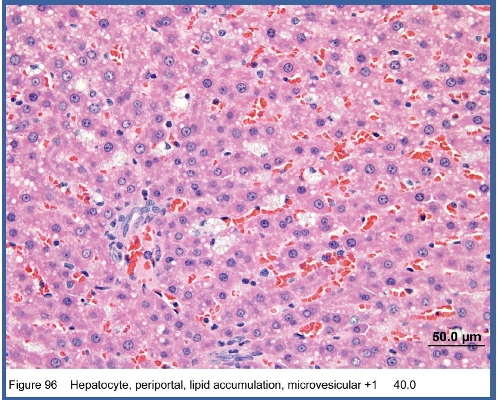 50.0 µm
Figure 96 Hepatocyte, periportal, lipid accumulation, microvesicular +1 40.0